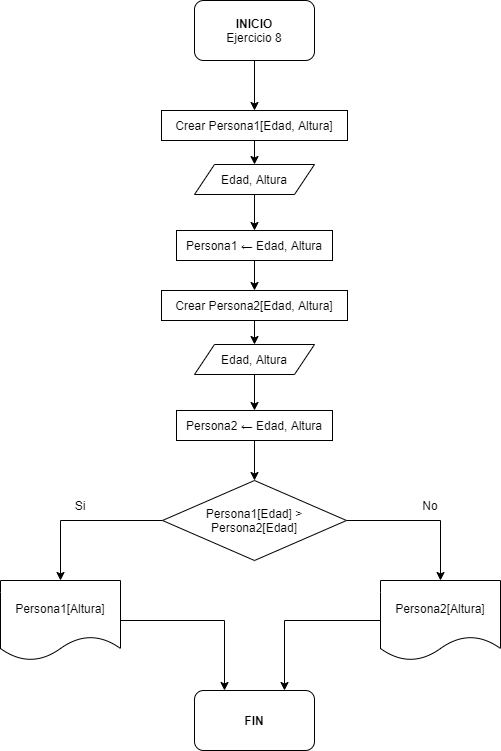 INICIO
Ejercicio 8
Crear Persona1[Edad, Altura]
Edad, Altura
Persona1 ← Edad, Altura
Crear Persona2[Edad, Altura]
Edad, Altura
Persona2 ← Edad, Altura
Persona1[Edad] >
Persona2[Edad]
Si
No
Persona1[Altura]
Persona2[Altura]
FIN